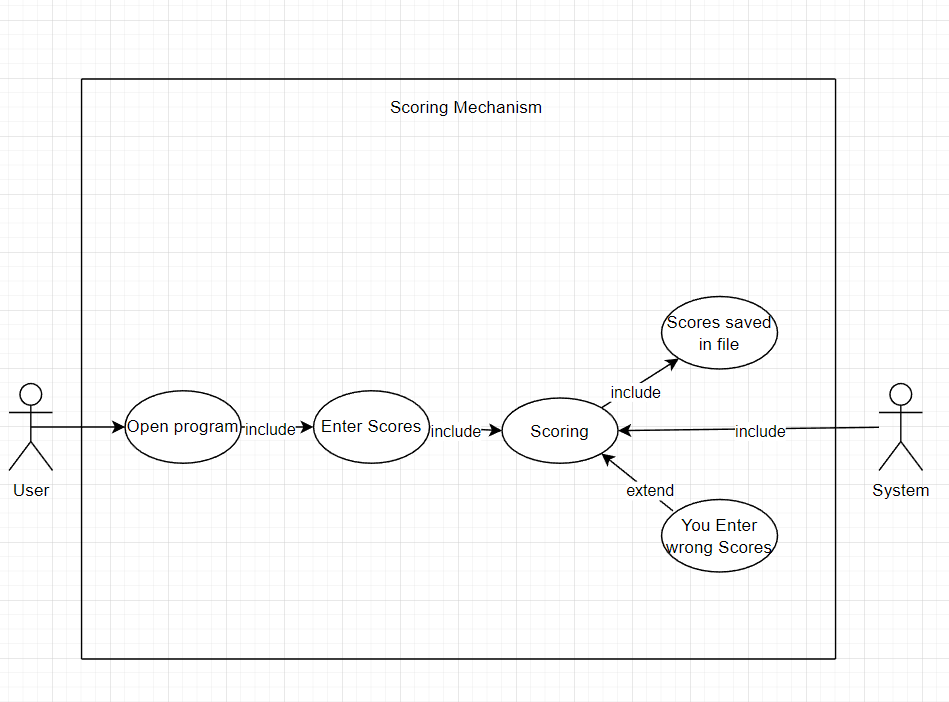 Scoring Mechanism
Scores saved
in file
include
User
Open program
include
Enter Scores
include
Scoring
include
System
extend
You Enter
wrong Scores